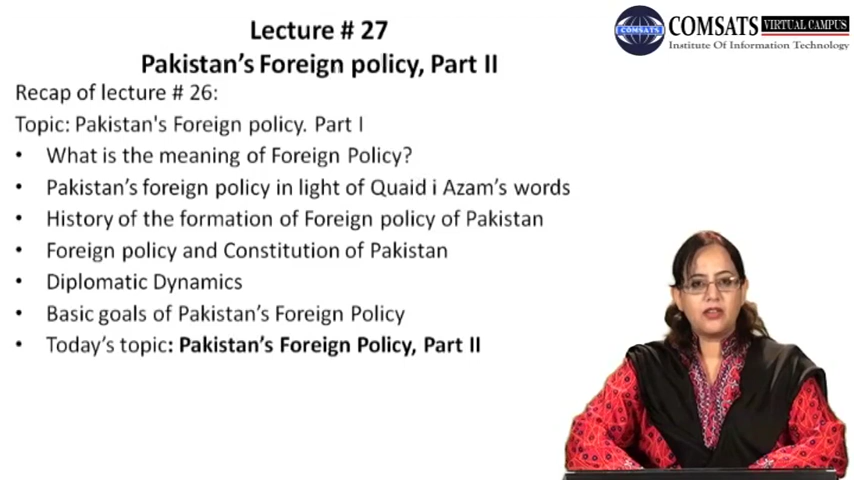 Lecture # 27
Pakistan's Foreign policy, Part II
COMSATS VIRTUAL CAMPUS
Institute Of Information Technology
COMSATS
Recap of lecture # 26:
Topic: Pakistan's Foreign policy. Part I
• What is the meaning of Foreign Policy?
• Pakistan's foreign policy in light of Quaid i Azam's words
• History of the formation of Foreign policy of Pakistan
• Foreign policy and Constitution of Pakistan
• Diplomatic Dynamics
• Basic goals of Pakistan's Foreign Policy
• Today's topic: Pakistan's Foreign Policy, Part II